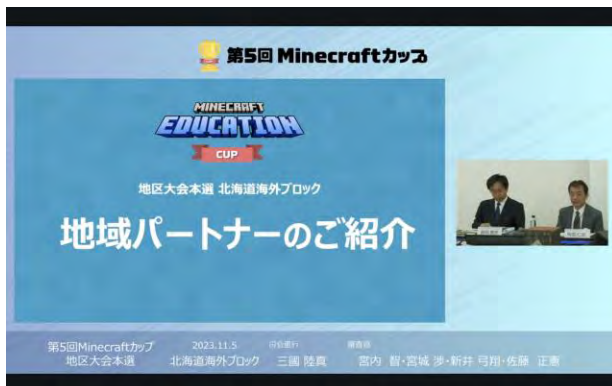 第5回 Minecraftカップ
MINECRAFT
EDUCATION
CUP
地区大会本選 北海道海外ブロック
地域パートナーのご紹介
第5回Minecraftカップ
地区大会本選
2023.11.5
北海道海外ブロック
三國 陸真
審査員
宮内 智・宮城 渉・新井 弓翔・佐藤 正憲